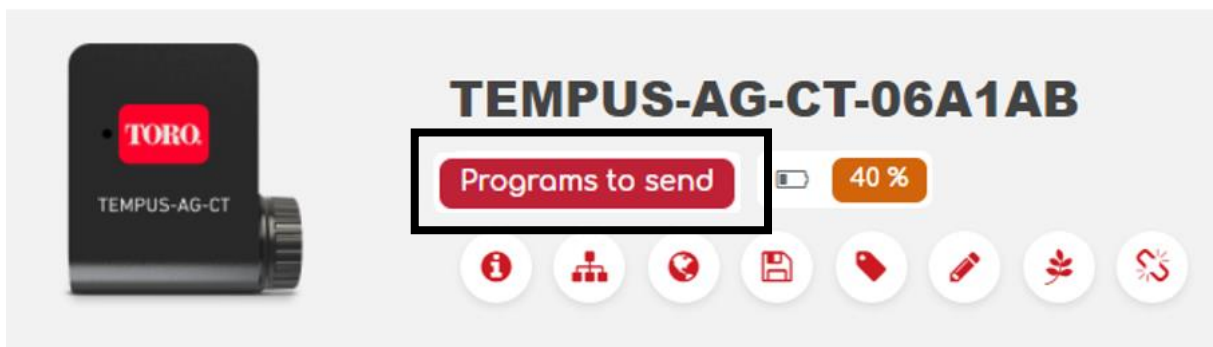 TEMPUS-AG-CT-06A1AB
TORO.
TEMPUS-AG-CT
Programs to send
40 %